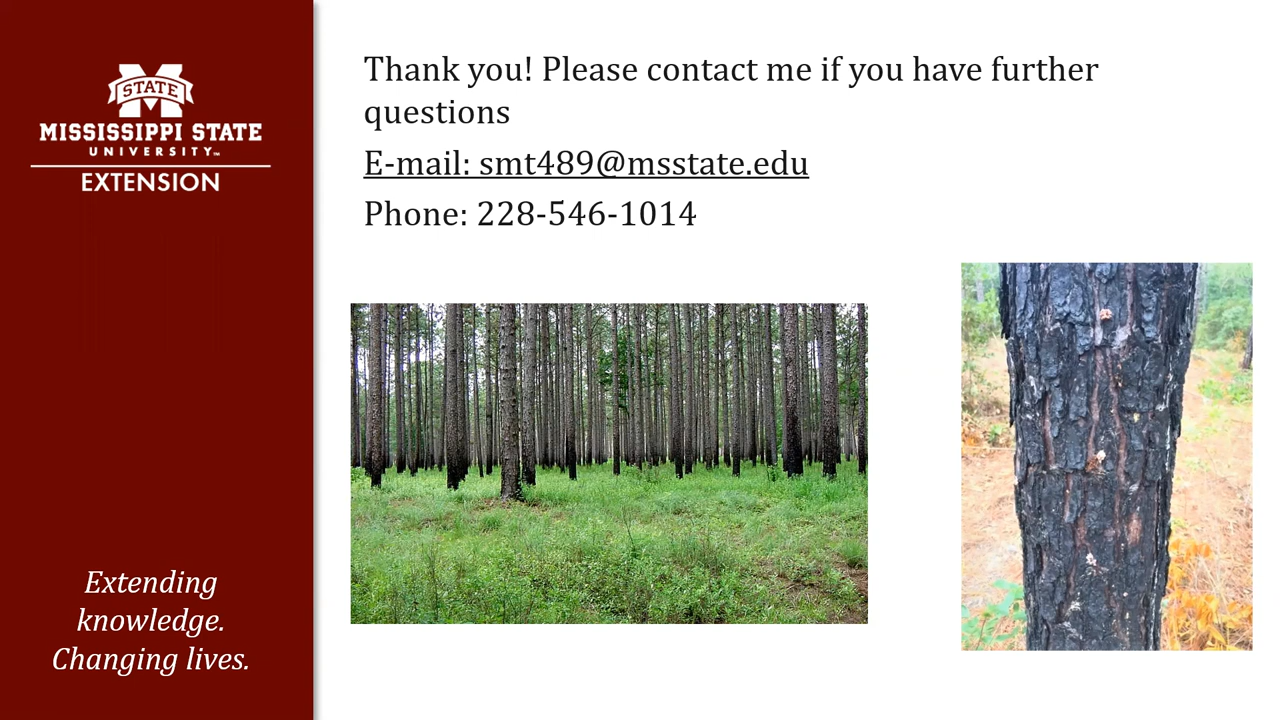 STATE
MISSISSIPPI STATE
UNIVERSITY™
EXTENSION
Extending
knowledge.
Changing lives.
Thank you! Please contact me if you have further
questions
E-mail: smt489@msstate.edu
Phone: 228-546-1014